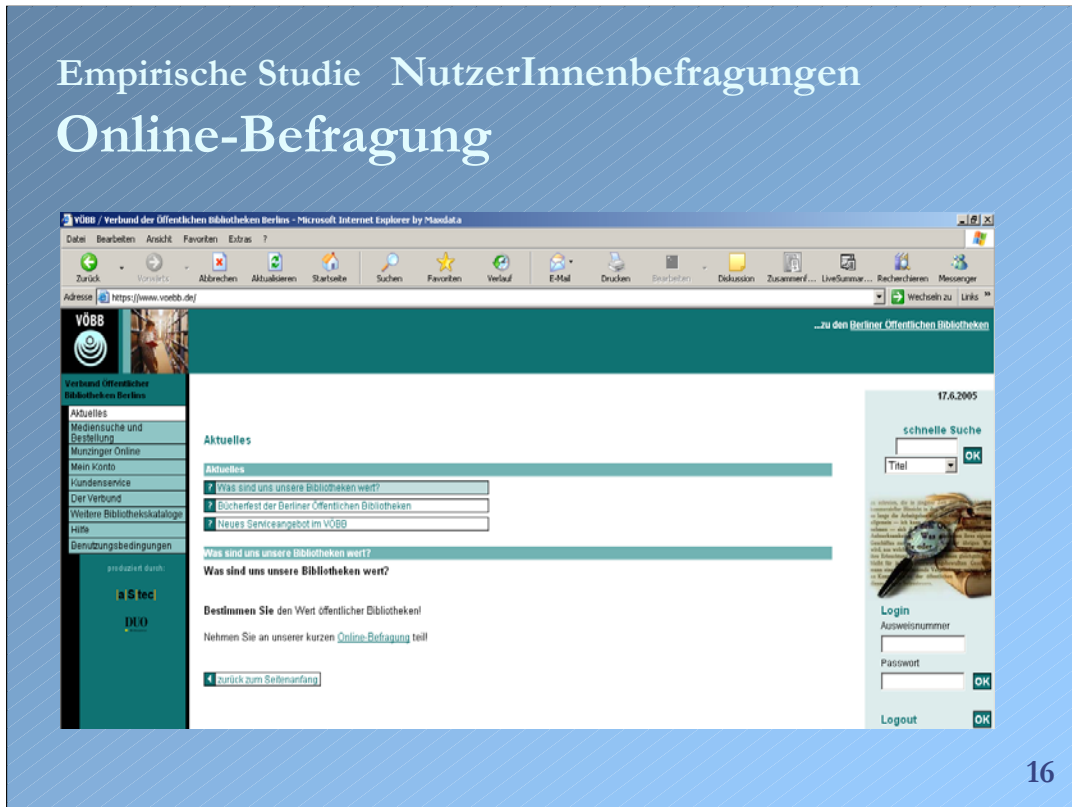 Empirische Studie NutzerInnenbefragungen
Online-Befragung
VÖBB / Verbund der Öffentlichen Bibliotheken Berlins - Microsoft Internet Explorer by Maxdata
Datei Bearbeiten Ansicht Favoriten Extras ?
Zurück Vorwärts Abbrechen Aktualisieren Startseite Suchen Favoriten Verlauf E-Mail Drucken Bearbeiten Diskussion Zusammenf... LiveSummar... Recherchieren Messenger
Adresse https://www.voebb.de/ Wechseln zu Links »
VÖBB
...zu den Berliner Öffentlichen Bibliotheken
Verbund Öffentlicher
Bibliotheken Berlins
Aktuelles
Mediensuche und
Bestellung
Munzinger Online
Mein Konto
Kundenservice
Der Verbund
Weitere Bibliothekskataloge
Hilfe
Benutzungsbedingungen
produziert durch:
a|S|tec
DUO
Aktuelles
Aktuelles
? Was sind uns unsere Bibliotheken wert?
? Bücherfest der Berliner Öffentlichen Bibliotheken
? Neues Serviceangebot im VÖBB
Was sind uns unsere Bibliotheken wert?
Was sind uns unsere Bibliotheken wert?
Bestimmen Sie den Wert öffentlicher Bibliotheken!
Nehmen Sie an unserer kurzen Online-Befragung teil!
zurück zum Seitenanfang
17.6.2005
schnelle Suche
OK
Titel
Login
Ausweisnummer
Passwort
OK
Logout OK
16